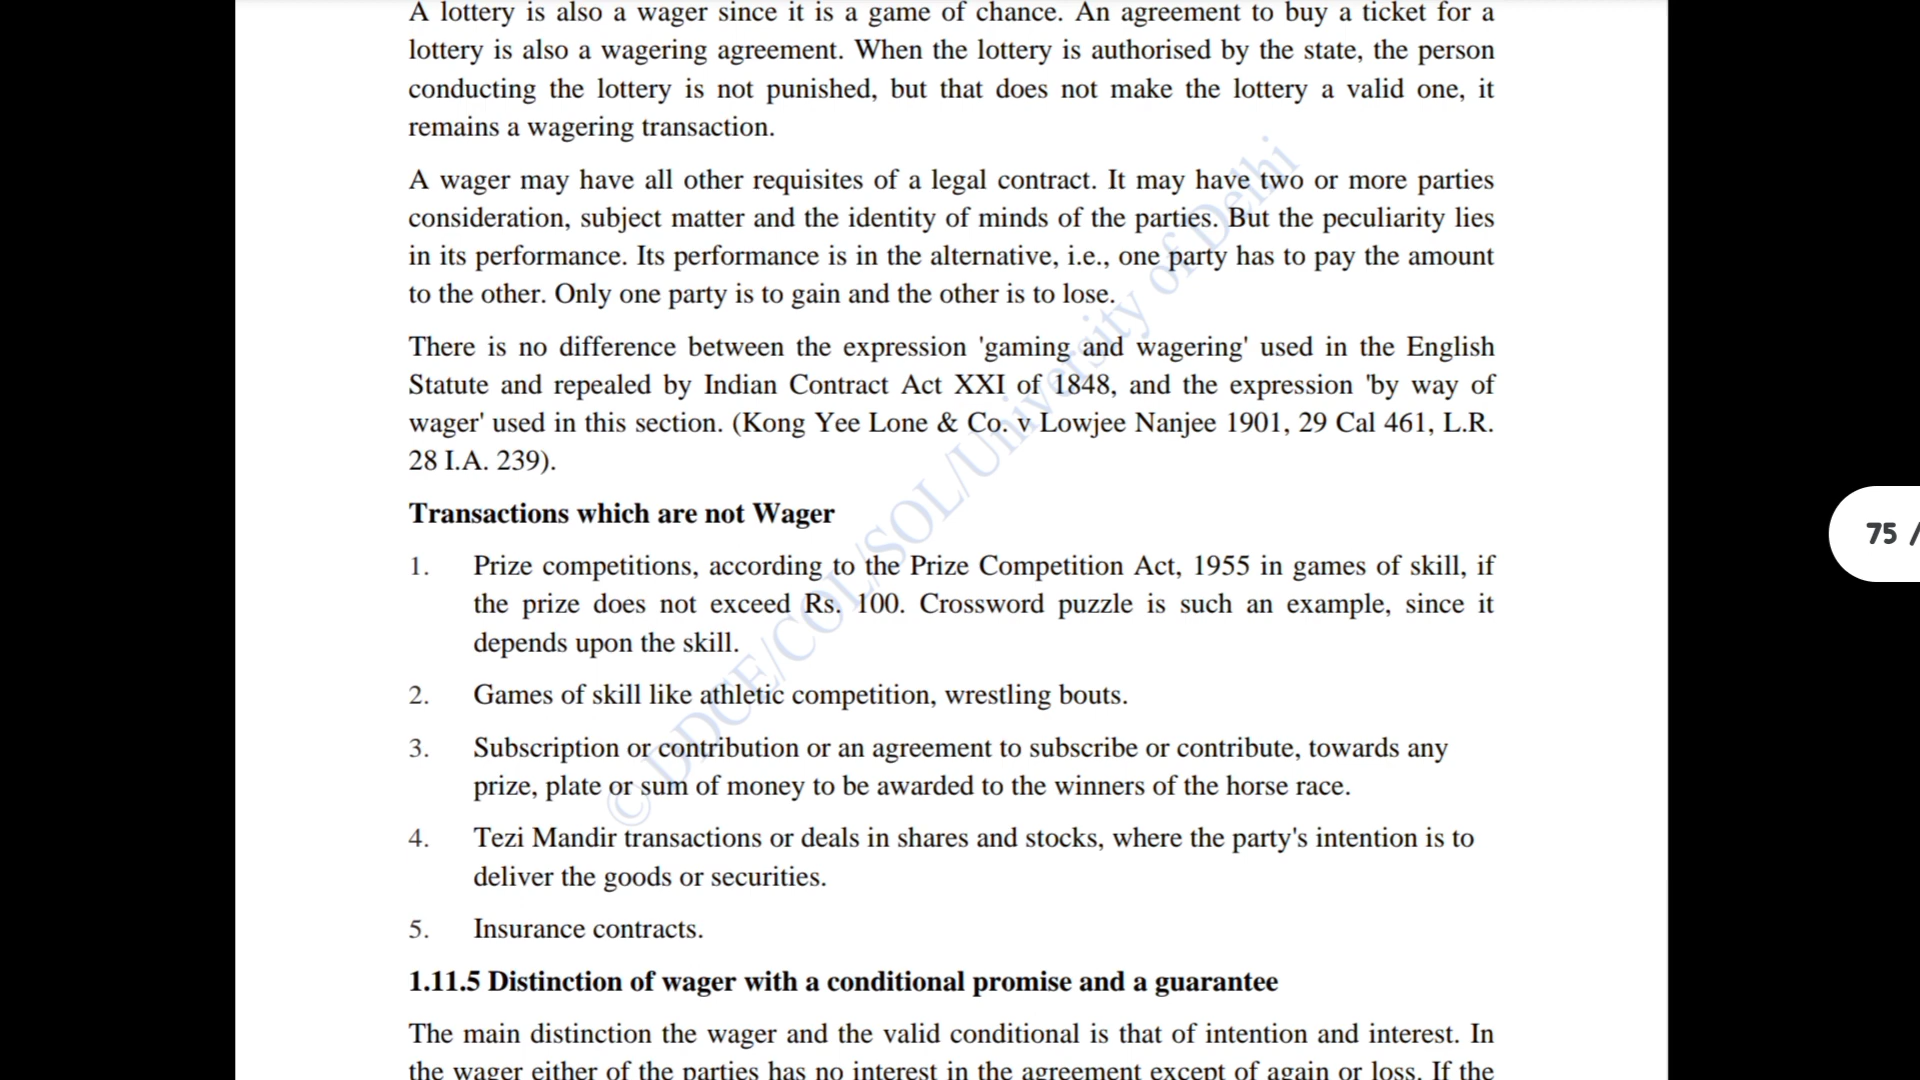 A lottery is also a wager since it is a game of chance. An agreement to buy a ticket for a
lottery is also a wagering agreement. When the lottery is authorised by the state, the person
conducting the lottery is not punished, but that does not make the lottery a valid one, it
remains a wagering transaction.
A wager may have all other requisites of a legal contract. It may have two or more parties
consideration, subject matter and the identity of minds of the parties. But the peculiarity lies
in its performance. Its performance is in the alternative, i.e., one party has to pay the amount
to the other. Only one party is to gain and the other is to lose.
There is no difference between the expression 'gaming and wagering' used in the English
Statute and repealed by Indian Contract Act XXI of 1848, and the expression 'by way of
wager' used in this section. (Kong Yee Lone & Co. v Lowjee Nanjee 1901, 29 Cal 461, L.R.
28 I.A. 239).
Transactions which are not Wager
1. Prize competitions, according to the Prize Competition Act, 1955 in games of skill, if
the prize does not exceed Rs. 100. Crossword puzzle is such an example, since it
depends upon the skill.
2. Games of skill like athletic competition, wrestling bouts.
3. Subscription or contribution or an agreement to subscribe or contribute, towards any
prize, plate or sum of money to be awarded to the winners of the horse race.
4. Tezi Mandir transactions or deals in shares and stocks, where the party's intention is to
deliver the goods or securities.
5. Insurance contracts.
1.11.5 Distinction of wager with a conditional promise and a guarantee
The main distinction the wager and the valid conditional is that of intention and interest. In
the wager either of the parties has no interest in the agreement except of again or loss. If the
© DDCE/COL/SOL/University of Delhi
75 /